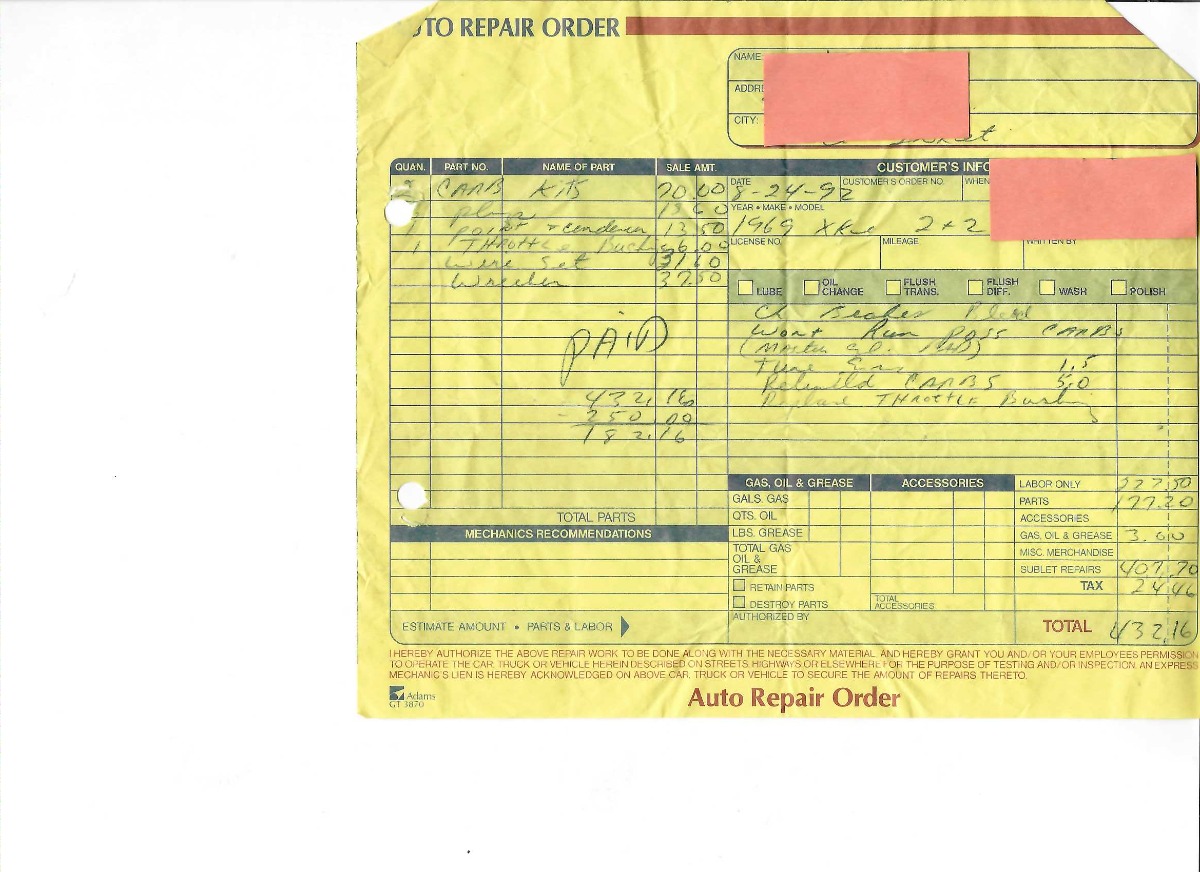 TO REPAIR ORDER
NAME
ADDRE
CITY:
QUAN. PART NO. NAME OF PART SALE AMT.
CUSTOMER'S INFO
2 CARB Kits 70.00
DATE 8-24-92 CUSTOMER'S ORDER NO. WHEN
plugs 13.60
YEAR • MAKE • MODEL
1 point + condenser 13.50
1969 XKE 2+2
1 THROTTLE Bushing 6.00
LICENSE NO. MILEAGE WRITTEN BY
Wire Set 31.60
37.50
LUBE OIL CHANGE FLUSH TRANS. FLUSH DIFF. WASH POLISH
Ck Brakes
Wont Run Pass CARBS
PAID
Tune 1.5
Rebuild CARBS 5.0
Replace THROTTLE Bushing
432.16
- 250.00
182.16
TOTAL PARTS
MECHANICS RECOMMENDATIONS
ESTIMATE AMOUNT • PARTS & LABOR
GAS, OIL & GREASE ACCESSORIES
GALS. GAS
QTS. OIL
LBS. GREASE
TOTAL GAS OIL & GREASE
RETAIN PARTS
DESTROY PARTS
TOTAL ACCESSORIES
AUTHORIZED BY
LABOR ONLY 227.50
PARTS 177.20
ACCESSORIES
GAS, OIL & GREASE 3.00
MISC. MERCHANDISE
SUBLET REPAIRS 407.70
TAX 24.46
TOTAL 432.16
I HEREBY AUTHORIZE THE ABOVE REPAIR WORK TO BE DONE ALONG WITH THE NECESSARY MATERIAL, AND HEREBY GRANT YOU AND/OR YOUR EMPLOYEES PERMISSION
TO OPERATE THE CAR, TRUCK OR VEHICLE HEREIN DESCRIBED ON STREETS, HIGHWAYS OR ELSEWHERE FOR THE PURPOSE OF TESTING AND/OR INSPECTION. AN EXPRESS
MECHANIC'S LIEN IS HEREBY ACKNOWLEDGED ON ABOVE CAR, TRUCK OR VEHICLE TO SECURE THE AMOUNT OF REPAIRS THERETO.
Adams
GT 3870
Auto Repair Order